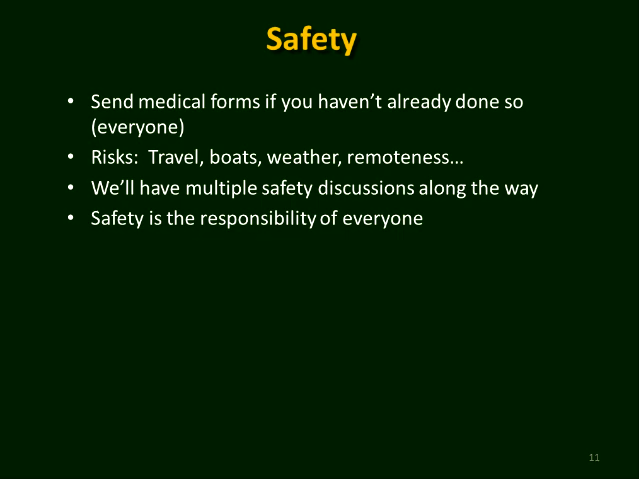 Safety
• Send medical forms if you haven’t already done so
(everyone)
• Risks:  Travel, boats, weather, remoteness…
• We’ll have multiple safety discussions along the way
• Safety is the responsibility of everyone
11